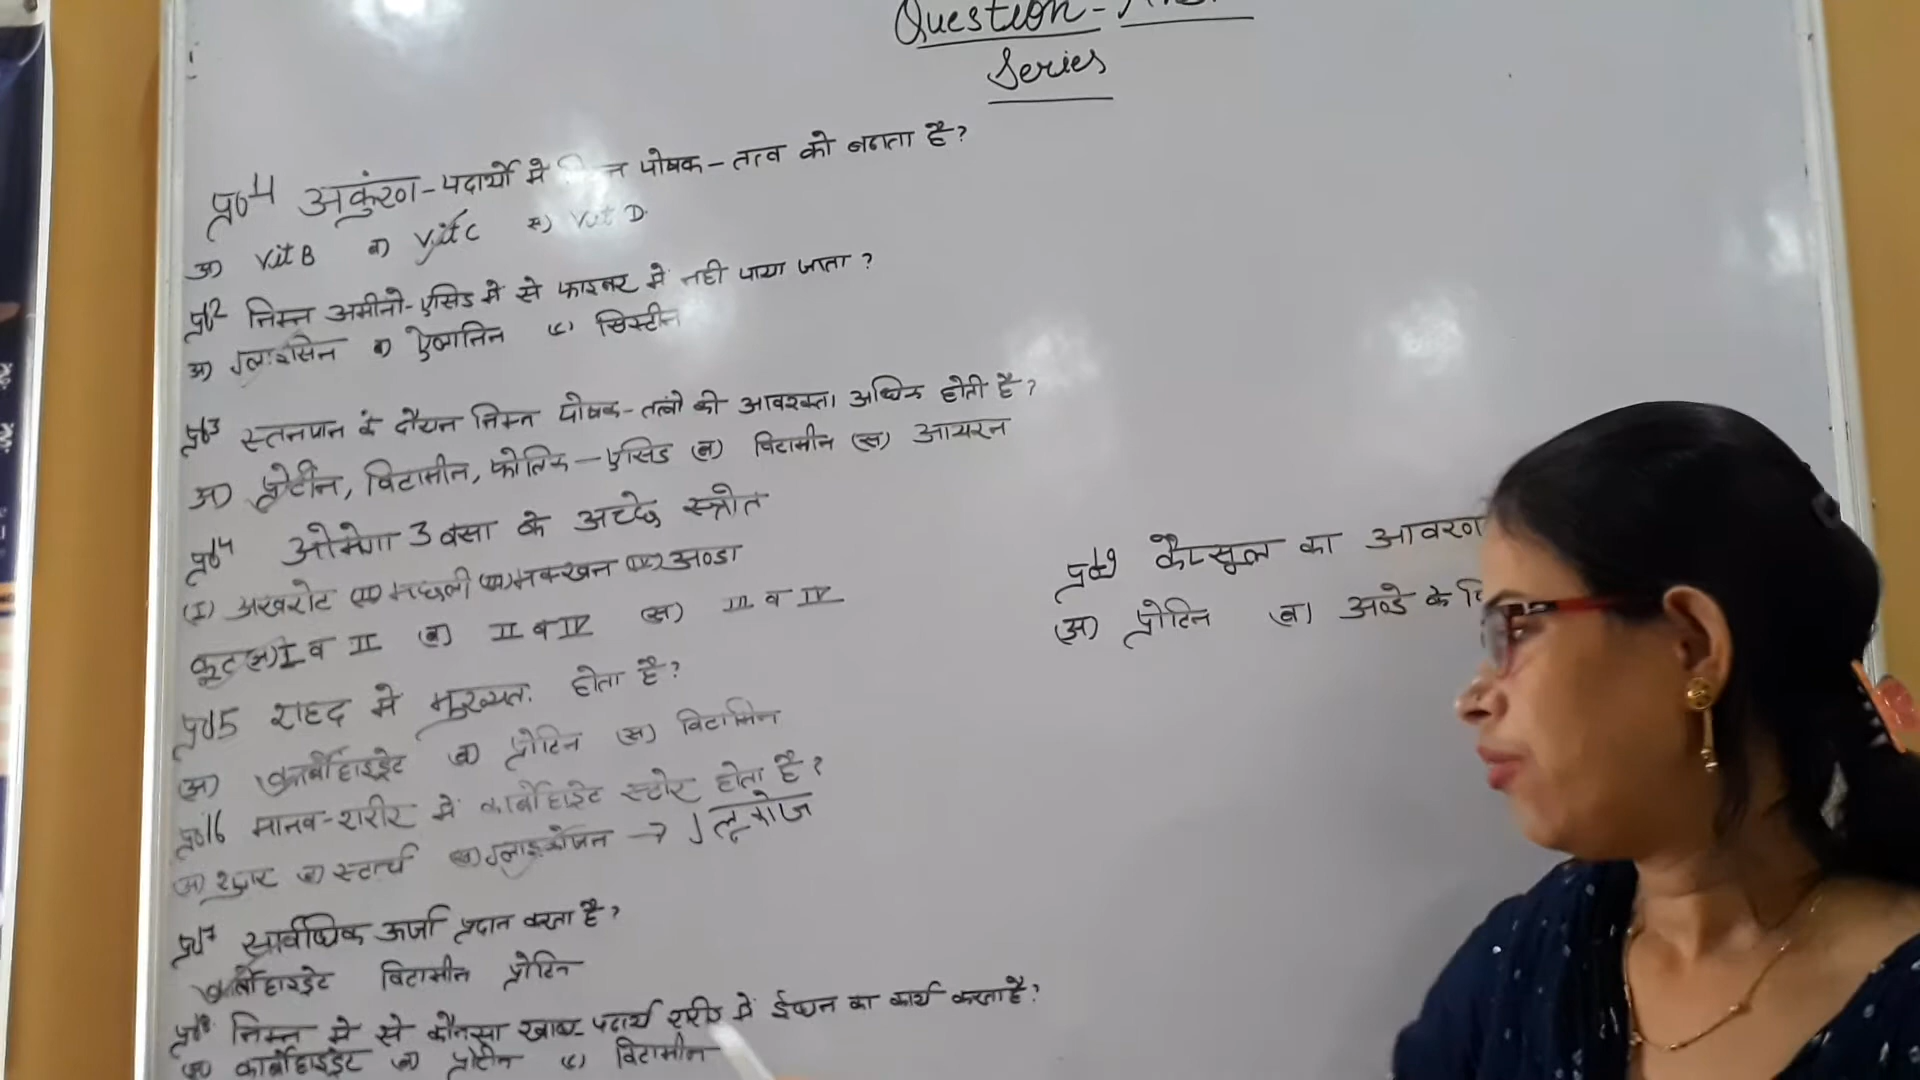 Question-
Series
प्र०1 अकुंरण-पदार्थो मे पोषक-तत्व को बढाता है?
अ) Vit B ब) Vit C स) Vit D
प्र०2 निम्न अमीनो-एसिड मे से फाइबर में नही पाया जाता?
अ) लाइसिन ब) ऐलानिन c) सिस्टीन
प्र०3 स्तनपान के दौरान निम्न पोषक-तत्वो की आवश्कता अधिक होती है?
अ) प्रोटीन, विटामीन, फोलिक-एसिड (ब) विटामीन (स) आयरन
प्र०4 ओमेगा 3 वसा के अच्छे स्त्रोत
(I) अखरोट (II) मछली (III) मक्खन (IV) अण्डा
कूट (अ) I व II (ब) II व IV (स) III व IV
प्र०5 शहद मे मुख्यतः होता है?
(अ) कार्बोहाइड्रेट (ब) प्रोटिन (स) विटामिन
प्र०6 मानव-शरीर में कार्बोहाइड्रेट स्टोर होता है?
(अ) शुगर ब) स्टार्च (स) ग्लाइकोजन → ग्लूकोज
प्र०7 सार्वाधिक ऊर्जा प्रदान करता है?
कार्बोहाइड्रेट विटामीन प्रोटिन
प्र०8 निम्न मे से कौनसा खाद्य-पदार्थ शरीर में ईधन का कार्य करता है?
अ) कार्बोहाइड्रेट ब) प्रोटीन c) विटामीन
प्र०9 कैप्सूल का आवरण
(अ) प्रोटिन (ब) अण्डे के